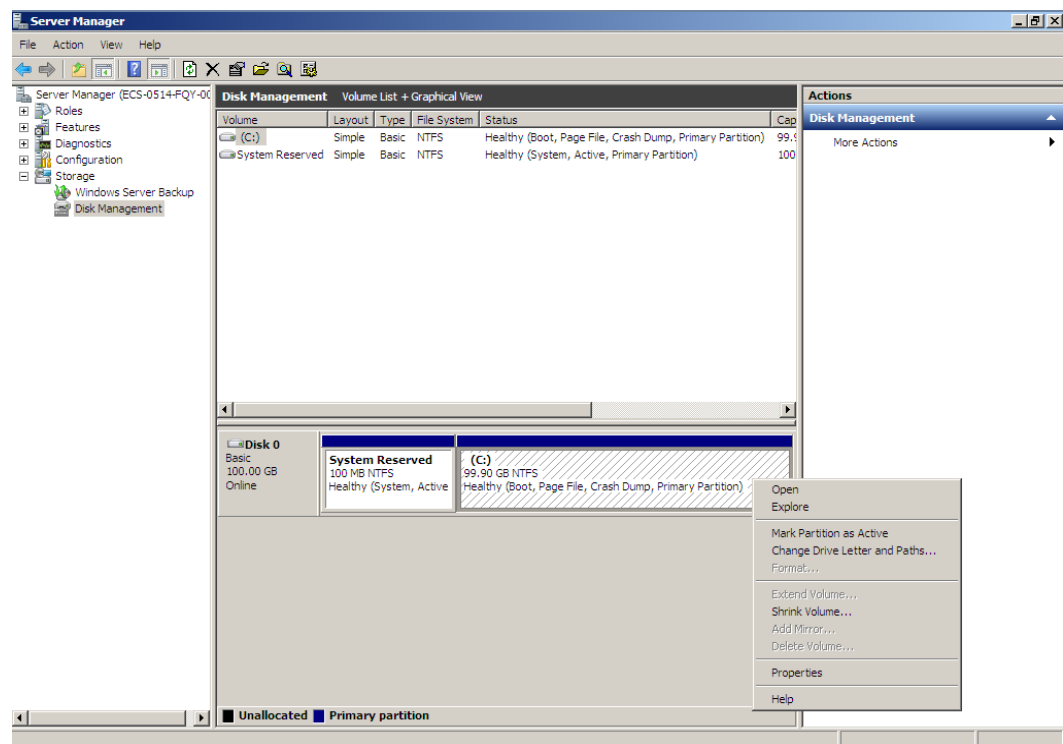 Server Manager
File Action View Help
Server Manager (ECS-0514-FQY-00
Roles
Features
Diagnostics
Configuration
Storage
Windows Server Backup
Disk Management
Disk Management Volume List + Graphical View
Volume Layout Type File System Status Cap
(C:) Simple Basic NTFS Healthy (Boot, Page File, Crash Dump, Primary Partition) 99.9
System Reserved Simple Basic NTFS Healthy (System, Active, Primary Partition) 100
Disk 0
Basic
100.00 GB
Online
System Reserved
100 MB NTFS
Healthy (System, Active
(C:)
99.90 GB NTFS
Healthy (Boot, Page File, Crash Dump, Primary Partition)
Unallocated Primary partition
Actions
Disk Management
More Actions
Open
Explore
Mark Partition as Active
Change Drive Letter and Paths...
Format...
Extend Volume...
Shrink Volume...
Add Mirror...
Delete Volume...
Properties
Help